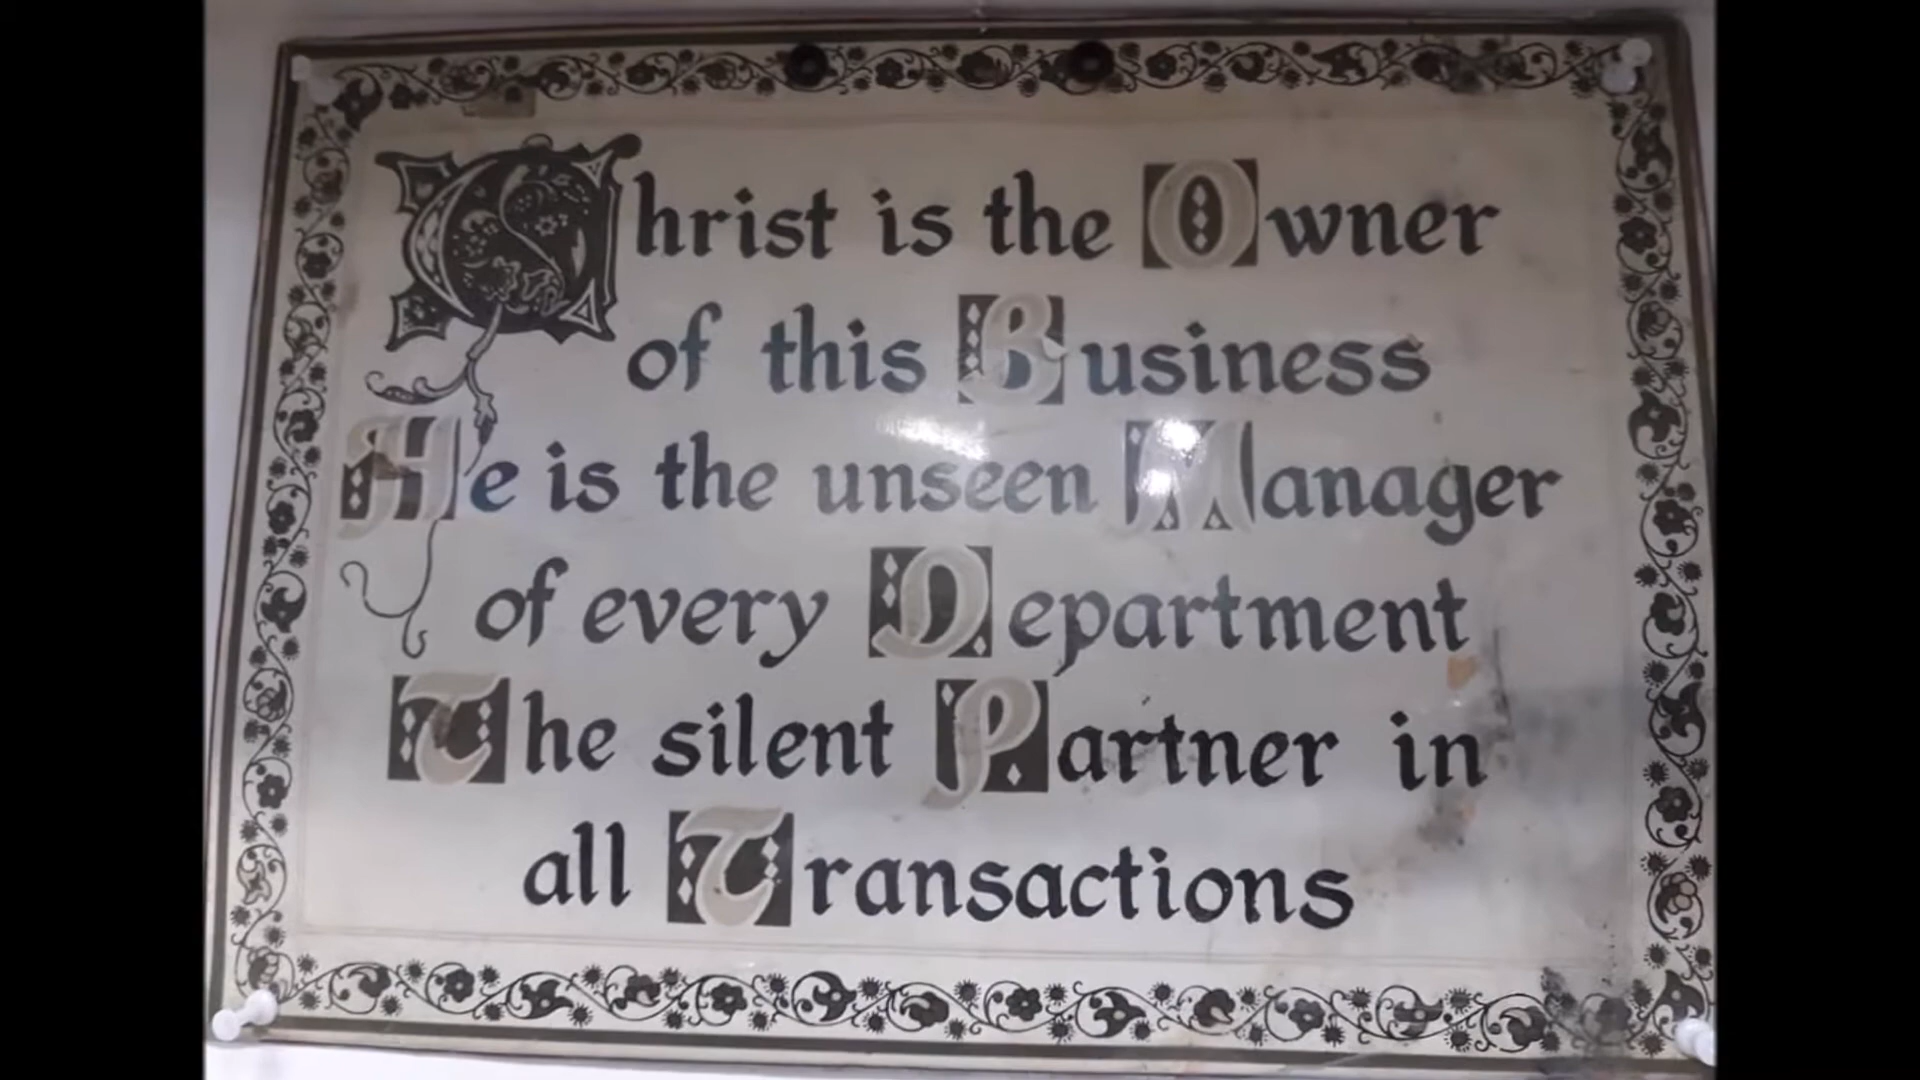 Christ is the Owner
of this Business
He is the unseen Manager
of every Department
The silent Partner in
all Transactions